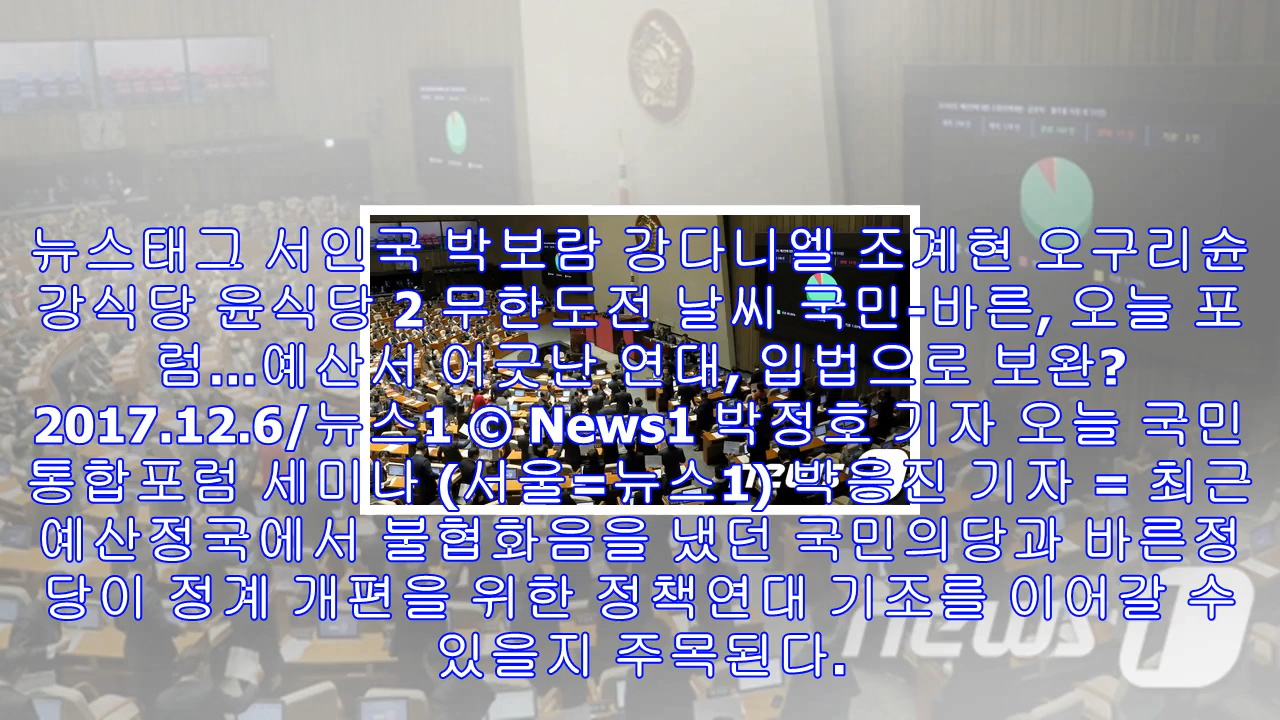 뉴스태그 서인국 박보람 강다니엘 조계현 오구리슌
강식당 윤식당 2 무한도전 날씨 국민-바른, 오늘 포
럼...예산서 어긋난 연대, 입법으로 보완?
2017.12.6/뉴스1 © News1 박정호 기자 오늘 국민
통합포럼 세미나 (서울=뉴스1) 박응진 기자 = 최근
예산정국에서 불협화음을 냈던 국민의당과 바른정
당이 정계 개편을 위한 정책연대 기조를 이어갈 수
있을지 주목된다.
news 1